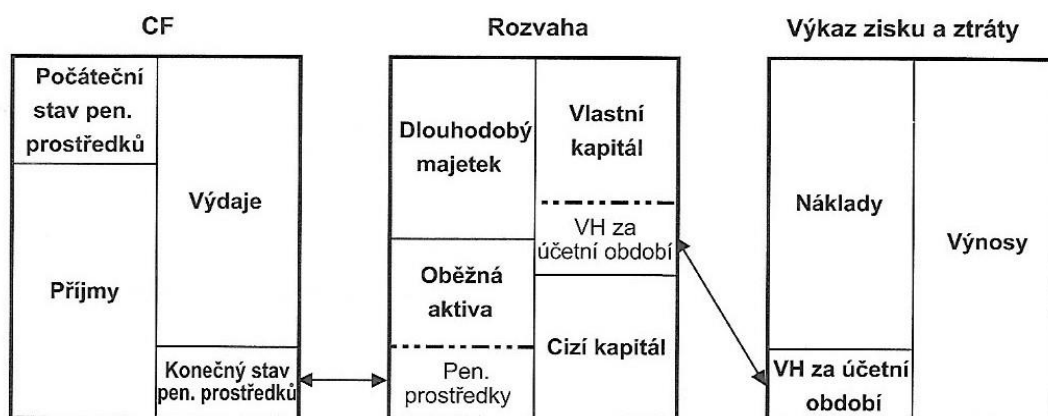 CF
Počáteční
stav pen.
prostředků
Příjmy
Výdaje
Konečný stav
pen. prostředků
Rozvaha
Dlouhodobý
majetek
Oběžná
aktiva
Pen.
prostředky
Vlastní
kapitál
VH za
účetní období
Cizí kapitál
Výkaz zisku a ztráty
Náklady
VH za účetní
období
Výnosy